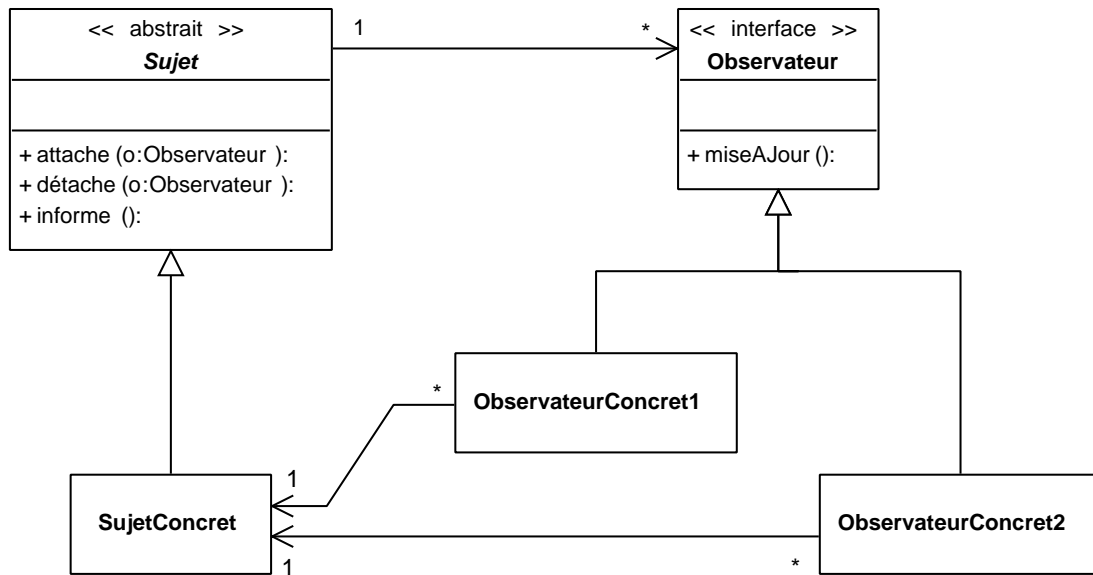 << abstrait >>
Sujet
+ attache (o:Observateur ):
+ détache (o:Observateur ):
+ informe ():
1
*
<< interface >>
Observateur
+ miseAJour ():
*
ObservateurConcret1
1
SujetConcret
1
ObservateurConcret2
*